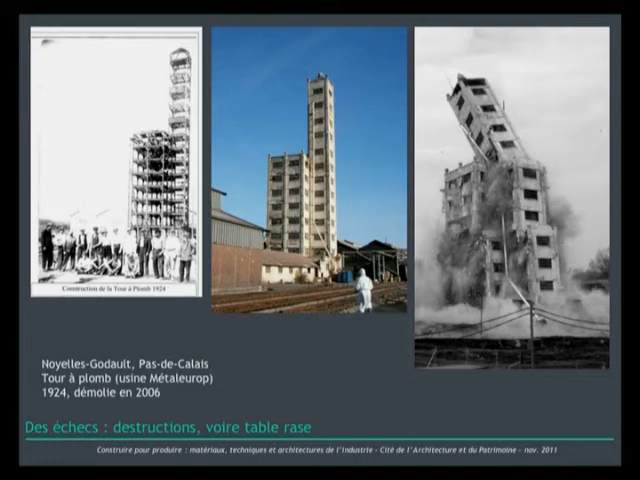 Construction de la Tour à Plomb 1924
Noyelles-Godault, Pas-de-Calais
Tour à plomb (usine Métaleurop)
1924, démolie en 2006
Des échecs : destructions, voire table rase
Construire pour produire : matériaux, techniques et architectures de l'industrie - Cité de l'Architecture et du Patrimoine - nov. 2011